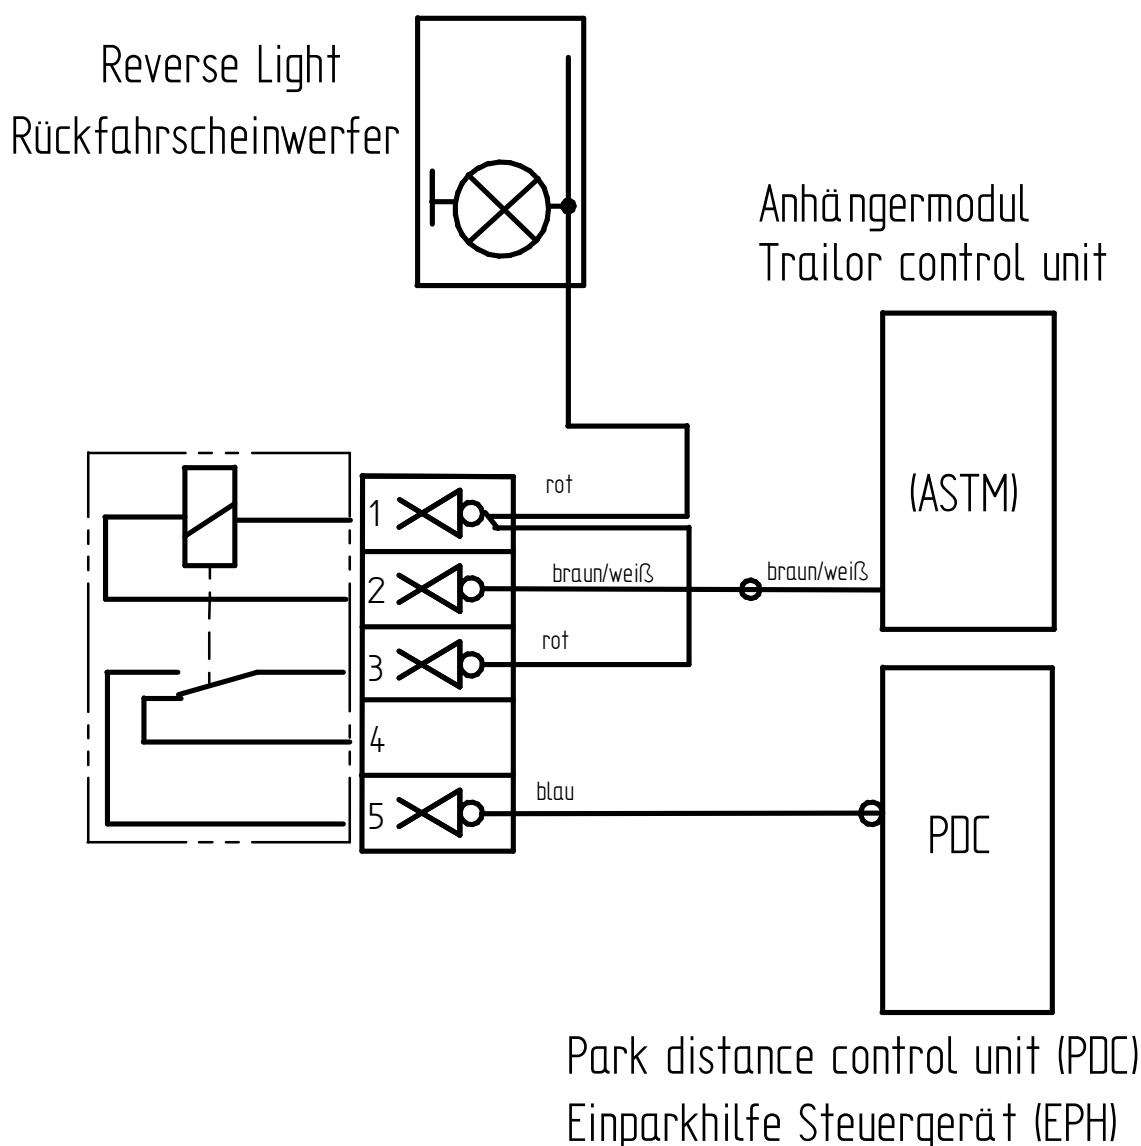 Reverse Light
Rückfahrscheinwerfer
Anhängermodul
Trailor control unit
(ASTM)
rot
1
braun/weiß
braun/weiß
2
rot
3
4
blau
5
PDC
Park distance control unit (PDC)
Einparkhilfe Steuergerät (EPH)